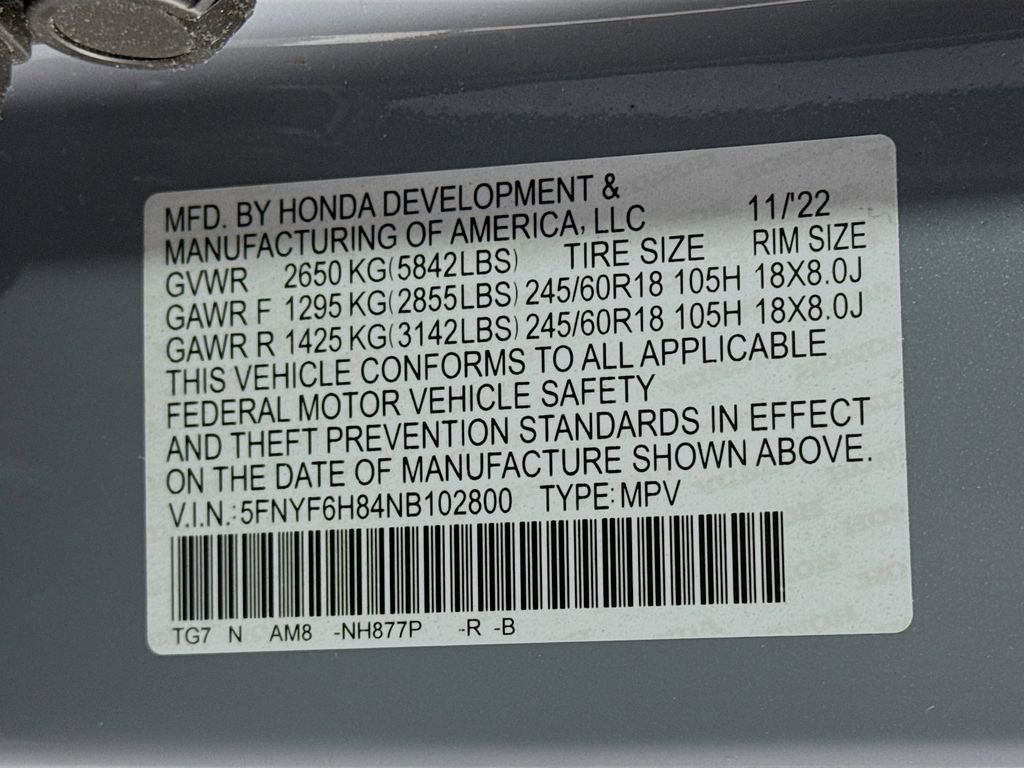 MFD. BY HONDA DEVELOPMENT &
MANUFACTURING OF AMERICA, LLC 11/'22
GVWR 2650 KG(5842LBS) TIRE SIZE RIM SIZE
GAWR F 1295 KG(2855LBS) 245/60R18 105H 18X8.0J
GAWR R 1425 KG(3142LBS) 245/60R18 105H 18X8.0J
THIS VEHICLE CONFORMS TO ALL APPLICABLE
FEDERAL MOTOR VEHICLE SAFETY
AND THEFT PREVENTION STANDARDS IN EFFECT
ON THE DATE OF MANUFACTURE SHOWN ABOVE.
V.I.N.: 5FNYF6H84NB102800 TYPE: MPV
TG7 N AM8 -NH877P -R -B